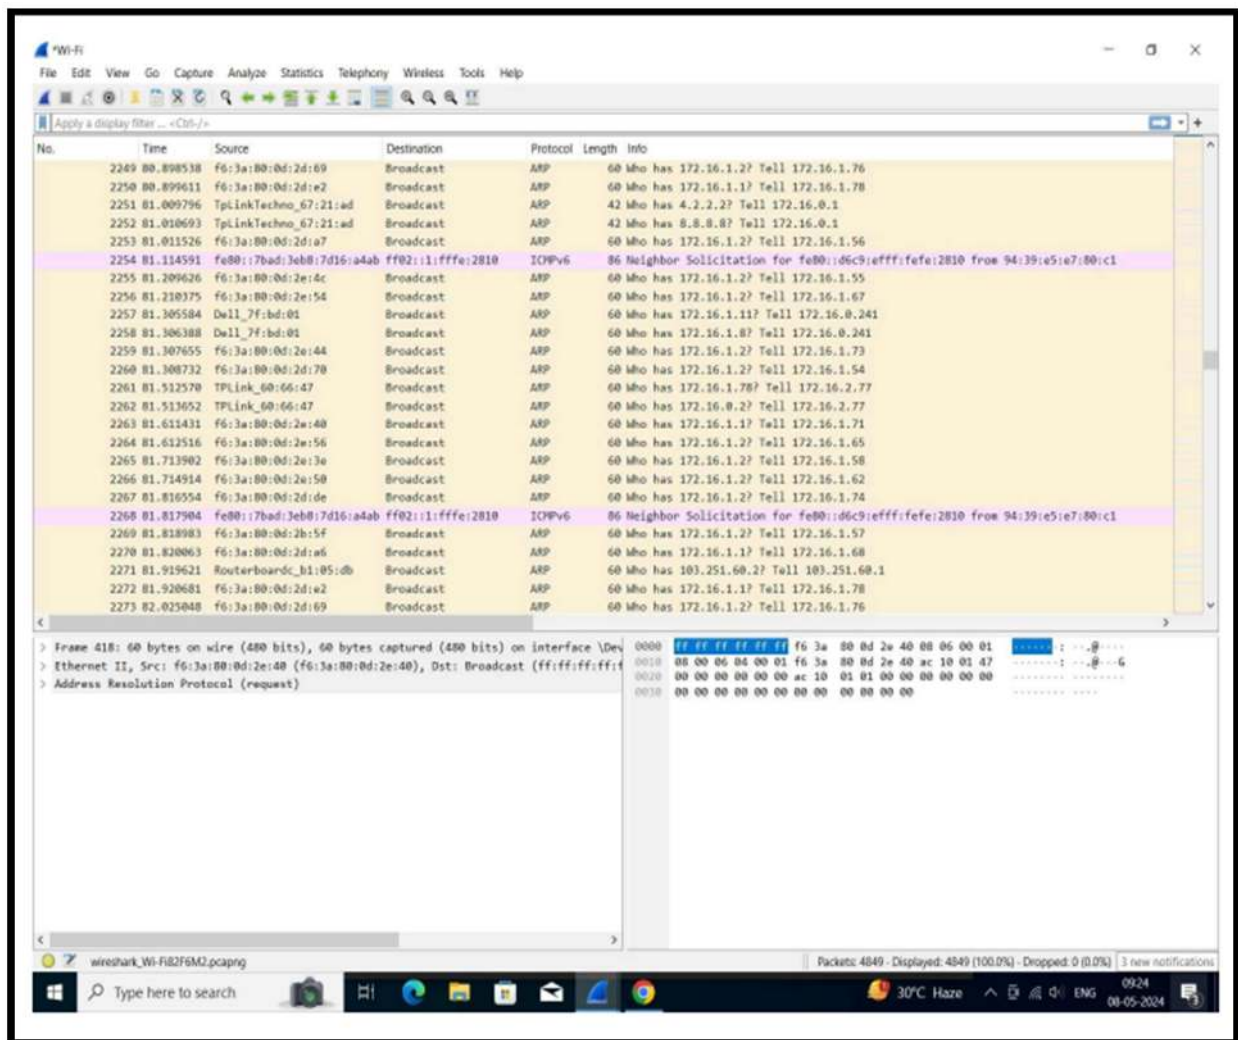 *Wi-Fi
File Edit View Go Capture Analyze Statistics Telephony Wireless Tools Help
Apply a display filter ... <Ctrl-/>
No. Time Source Destination Protocol Length Info
2249 80.898538 f6:3a:80:0d:2d:69 Broadcast ARP 60 Who has 172.16.1.2? Tell 172.16.1.76
2250 80.899611 f6:3a:80:0d:2d:e2 Broadcast ARP 60 Who has 172.16.1.1? Tell 172.16.1.78
2251 81.009796 TpLinkTechno_67:21:ad Broadcast ARP 42 Who has 4.2.2.2? Tell 172.16.0.1
2252 81.010693 TpLinkTechno_67:21:ad Broadcast ARP 42 Who has 8.8.8.8? Tell 172.16.0.1
2253 81.011526 f6:3a:80:0d:2d:a7 Broadcast ARP 60 Who has 172.16.1.2? Tell 172.16.1.56
2254 81.114591 fe80::7bad:3eb8:7d16:a4ab ff02::1:fffe:2810 ICMPv6 86 Neighbor Solicitation for fe80::d6c9:efff:fefe:2810 from 94:39:e5:e7:80:c1
2255 81.209626 f6:3a:80:0d:2e:4c Broadcast ARP 60 Who has 172.16.1.2? Tell 172.16.1.55
2256 81.210375 f6:3a:80:0d:2e:54 Broadcast ARP 60 Who has 172.16.1.2? Tell 172.16.1.67
2257 81.305584 Dell_7f:bd:01 Broadcast ARP 60 Who has 172.16.1.11? Tell 172.16.0.241
2258 81.306388 Dell_7f:bd:01 Broadcast ARP 60 Who has 172.16.1.8? Tell 172.16.0.241
2259 81.307655 f6:3a:80:0d:2e:44 Broadcast ARP 60 Who has 172.16.1.2? Tell 172.16.1.73
2260 81.308732 f6:3a:80:0d:2d:70 Broadcast ARP 60 Who has 172.16.1.2? Tell 172.16.1.54
2261 81.512570 TPLink_60:66:47 Broadcast ARP 60 Who has 172.16.1.78? Tell 172.16.2.77
2262 81.513652 TPLink_60:66:47 Broadcast ARP 60 Who has 172.16.0.2? Tell 172.16.2.77
2263 81.611431 f6:3a:80:0d:2e:40 Broadcast ARP 60 Who has 172.16.1.1? Tell 172.16.1.71
2264 81.612516 f6:3a:80:0d:2e:56 Broadcast ARP 60 Who has 172.16.1.2? Tell 172.16.1.65
2265 81.713902 f6:3a:80:0d:2e:3e Broadcast ARP 60 Who has 172.16.1.2? Tell 172.16.1.58
2266 81.714914 f6:3a:80:0d:2e:50 Broadcast ARP 60 Who has 172.16.1.2? Tell 172.16.1.62
2267 81.816554 f6:3a:80:0d:2d:de Broadcast ARP 60 Who has 172.16.1.2? Tell 172.16.1.74
2268 81.817904 fe80::7bad:3eb8:7d16:a4ab ff02::1:fffe:2810 ICMPv6 86 Neighbor Solicitation for fe80::d6c9:efff:fefe:2810 from 94:39:e5:e7:80:c1
2269 81.818983 f6:3a:80:0d:2b:5f Broadcast ARP 60 Who has 172.16.1.2? Tell 172.16.1.57
2270 81.820063 f6:3a:80:0d:2d:a6 Broadcast ARP 60 Who has 172.16.1.1? Tell 172.16.1.68
2271 81.919621 Routerboardc_b1:05:db Broadcast ARP 60 Who has 103.251.60.2? Tell 103.251.60.1
2272 81.920681 f6:3a:80:0d:2d:e2 Broadcast ARP 60 Who has 172.16.1.1? Tell 172.16.1.78
2273 82.025048 f6:3a:80:0d:2d:69 Broadcast ARP 60 Who has 172.16.1.2? Tell 172.16.1.76
> Frame 418: 60 bytes on wire (480 bits), 60 bytes captured (480 bits) on interface \Dev
> Ethernet II, Src: f6:3a:80:0d:2e:40 (f6:3a:80:0d:2e:40), Dst: Broadcast (ff:ff:ff:ff:f
> Address Resolution Protocol (request)
0000 ff ff ff ff ff ff f6 3a 80 0d 2e 40 08 06 00 01 ·······: ··.@····
0010 08 00 06 04 00 01 f6 3a 80 0d 2e 40 ac 10 01 47 ·······: ··.@···G
0020 00 00 00 00 00 00 ac 10 01 01 00 00 00 00 00 00 ········ ········
0030 00 00 00 00 00 00 00 00 00 00 00 00 ········ ····
wireshark_Wi-FiB2F6M2.pcapng
Packets: 4849 · Displayed: 4849 (100.0%) · Dropped: 0 (0.0%)
3 new notifications
Type here to search
30°C Haze
ENG
09:24
08-05-2024
3